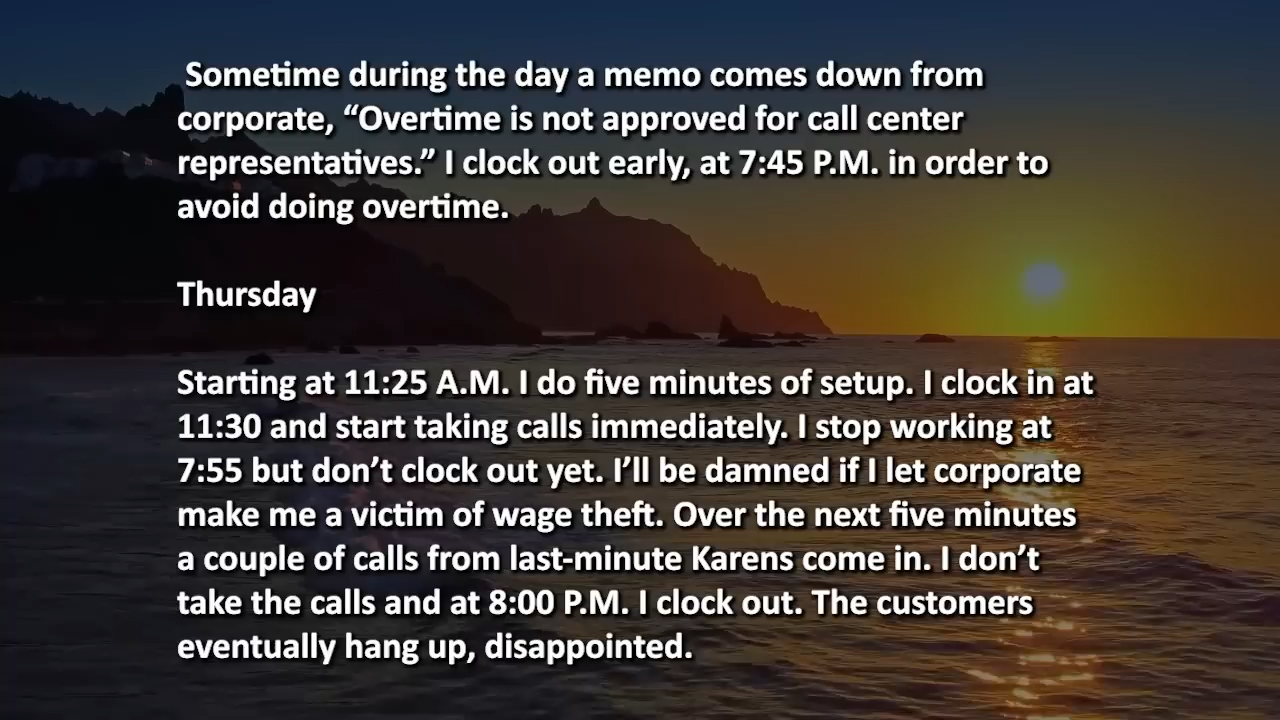 Sometime during the day a memo comes down from
corporate, “Overtime is not approved for call center
representatives.” I clock out early, at 7:45 P.M. in order to
avoid doing overtime.
Thursday
Starting at 11:25 A.M. I do five minutes of setup. I clock in at
11:30 and start taking calls immediately. I stop working at
7:55 but don’t clock out yet. I’ll be damned if I let corporate
make me a victim of wage theft. Over the next five minutes
a couple of calls from last-minute Karens come in. I don’t
take the calls and at 8:00 P.M. I clock out. The customers
eventually hang up, disappointed.